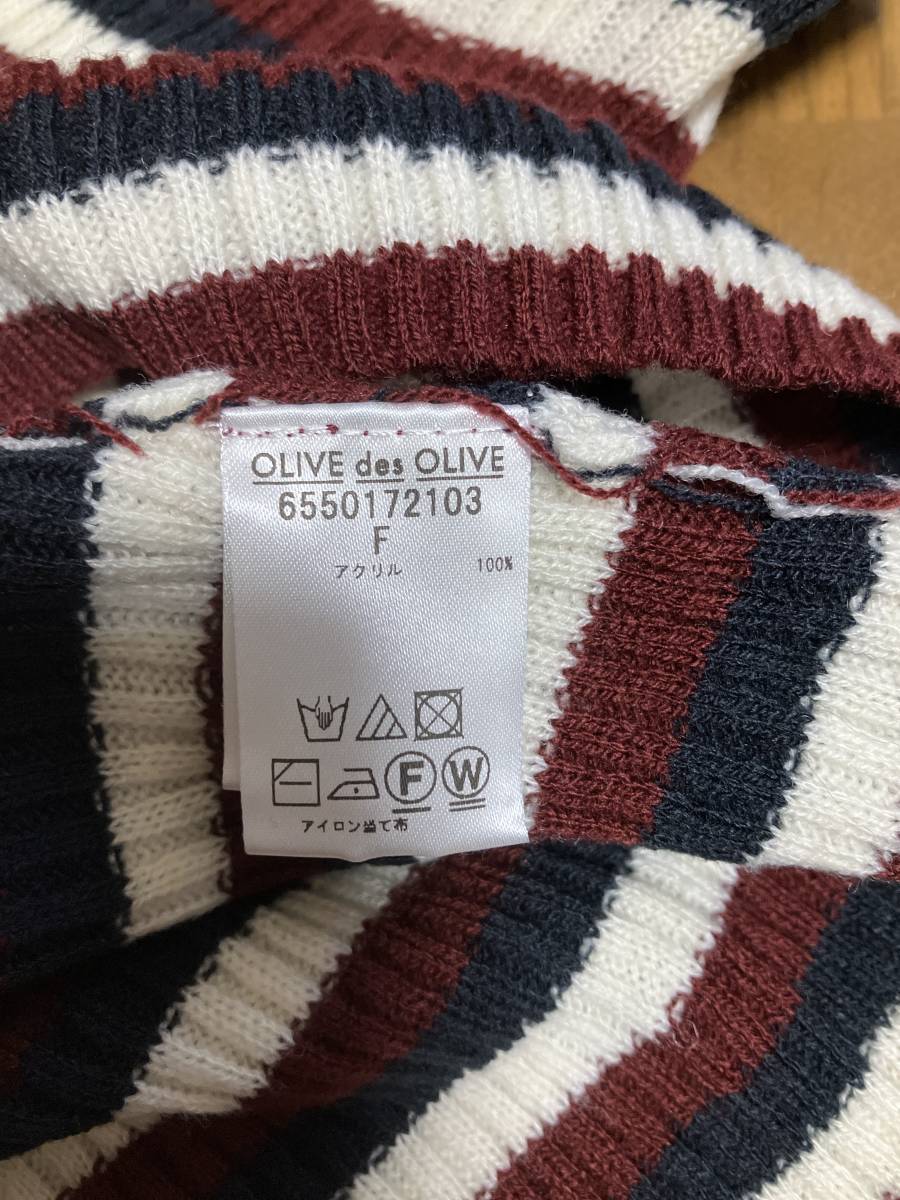 OLIVE des OLIVE
6550172103
F
アクリル 100%
F W
アイロン当て布